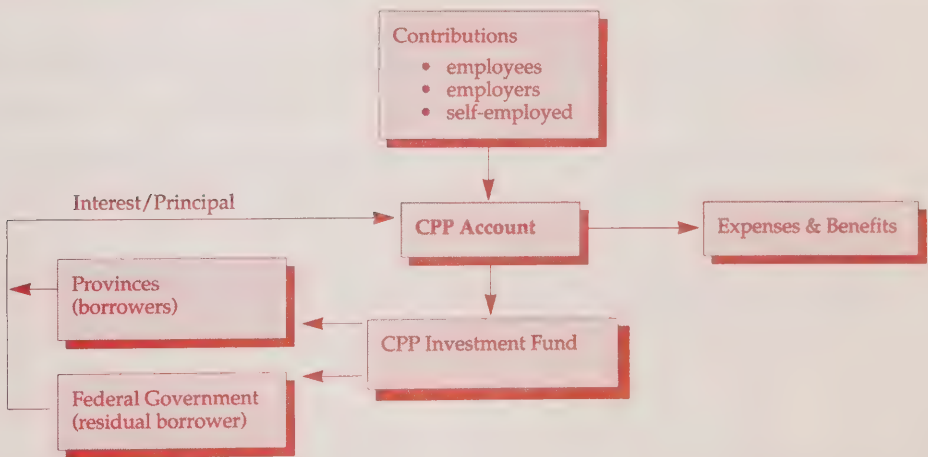 Contributions
• employees
• employers
• self-employed
Interest/Principal
CPP Account
Expenses & Benefits
Provinces
(borrowers)
CPP Investment Fund
Federal Government
(residual borrower)